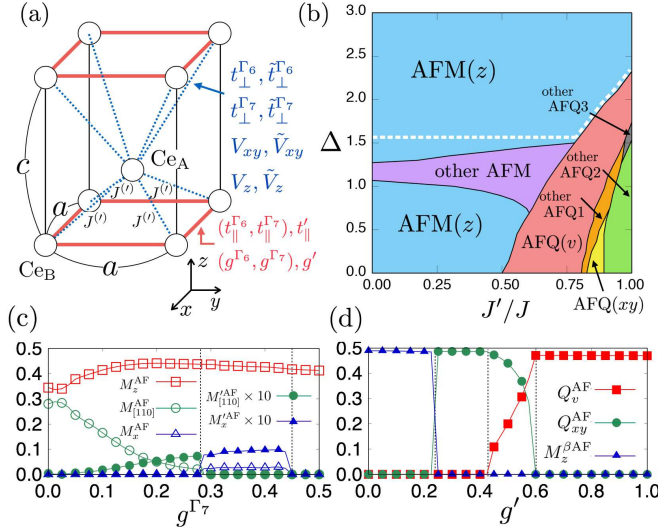 (a)
t_⊥^{Γ6}, t̃_⊥^{Γ6}
t_⊥^{Γ7}, t̃_⊥^{Γ7}
V_{xy}, Ṽ_{xy}
V_z, Ṽ_z
Ce_A
c
a
J^{(′)} J^{(′)}
J^{(′)} J^{(′)}
(t_∥^{Γ6}, t_∥^{Γ7}), t′_∥
(g^{Γ6}, g^{Γ7}), g′
Ce_B
a
z
y
x
(b)
Δ
3.0
2.5
2.0
1.5
1.0
0.5
0.0
AFM(z)
other
AFQ3
other AFM
other
AFQ2
AFM(z)
other
AFQ1
AFQ(v)
0.00 0.25 0.50 0.75 1.00
AFQ(xy)
J′/J
(c)
0.5
0.4
0.3
0.2
0.1
0.0
M_z^{AF}
M_{[110]}^{AF}
M_x^{AF}
M′_{[110]}^{AF} × 10
M′_x^{AF} × 10
0.0 0.1 0.2 0.3 0.4 0.5
g^{Γ7}
(d)
0.5
0.4
0.3
0.2
0.1
0.0
Q_v^{AF}
Q_{xy}^{AF}
M_z^{βAF}
0.0 0.2 0.4 0.6 0.8 1.0
g′